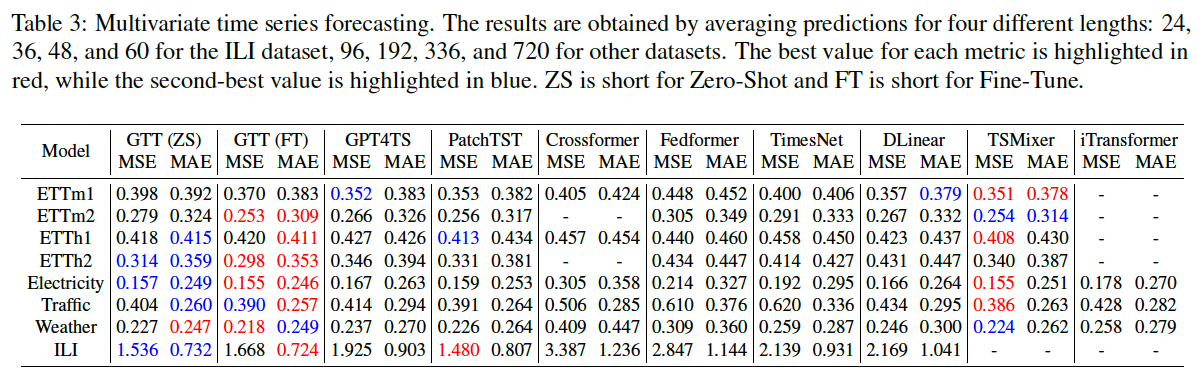 Table 3: Multivariate time series forecasting. The results are obtained by averaging predictions for four different lengths: 24,
36, 48, and 60 for the ILI dataset, 96, 192, 336, and 720 for other datasets. The best value for each metric is highlighted in
red, while the second-best value is highlighted in blue. ZS is short for Zero-Shot and FT is short for Fine-Tune.
Model GTT (ZS) GTT (FT) GPT4TS PatchTST Crossformer Fedformer TimesNet DLinear TSMixer iTransformer
MSE MAE MSE MAE MSE MAE MSE MAE MSE MAE MSE MAE MSE MAE MSE MAE MSE MAE MSE MAE
ETTm1 0.398 0.392 0.370 0.383 0.352 0.383 0.353 0.382 0.405 0.424 0.448 0.452 0.400 0.406 0.357 0.379 0.351 0.378 - -
ETTm2 0.279 0.324 0.253 0.309 0.266 0.326 0.256 0.317 - - 0.305 0.349 0.291 0.333 0.267 0.332 0.254 0.314 - -
ETTh1 0.418 0.415 0.420 0.411 0.427 0.426 0.413 0.434 0.457 0.454 0.440 0.460 0.458 0.450 0.423 0.437 0.408 0.430 - -
ETTh2 0.314 0.359 0.298 0.353 0.346 0.394 0.331 0.381 - - 0.434 0.447 0.414 0.427 0.431 0.447 0.340 0.387 - -
Electricity 0.157 0.249 0.155 0.246 0.167 0.263 0.159 0.253 0.305 0.358 0.214 0.327 0.192 0.295 0.166 0.264 0.155 0.251 0.178 0.270
Traffic 0.404 0.260 0.390 0.257 0.414 0.294 0.391 0.264 0.506 0.285 0.610 0.376 0.620 0.336 0.434 0.295 0.386 0.263 0.428 0.282
Weather 0.227 0.247 0.218 0.249 0.237 0.270 0.226 0.264 0.409 0.447 0.309 0.360 0.259 0.287 0.246 0.300 0.224 0.262 0.258 0.279
ILI 1.536 0.732 1.668 0.724 1.925 0.903 1.480 0.807 3.387 1.236 2.847 1.144 2.139 0.931 2.169 1.041 - - - -